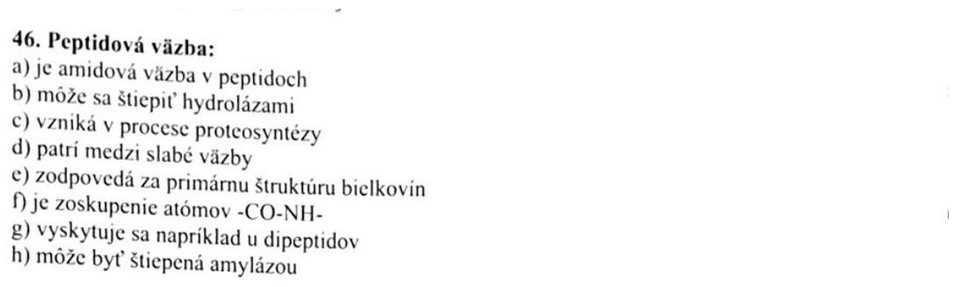 46. Peptidová väzba:
a) je amidová väzba v peptidoch
b) môže sa štiepiť hydrolázami
c) vzniká v procese proteosyntézy
d) patrí medzi slabé väzby
e) zodpovedá za primárnu štruktúru bielkovín
f) je zoskupenie atómov -CO-NH-
g) vyskytuje sa napríklad u dipeptidov
h) môže byť štiepená amylázou